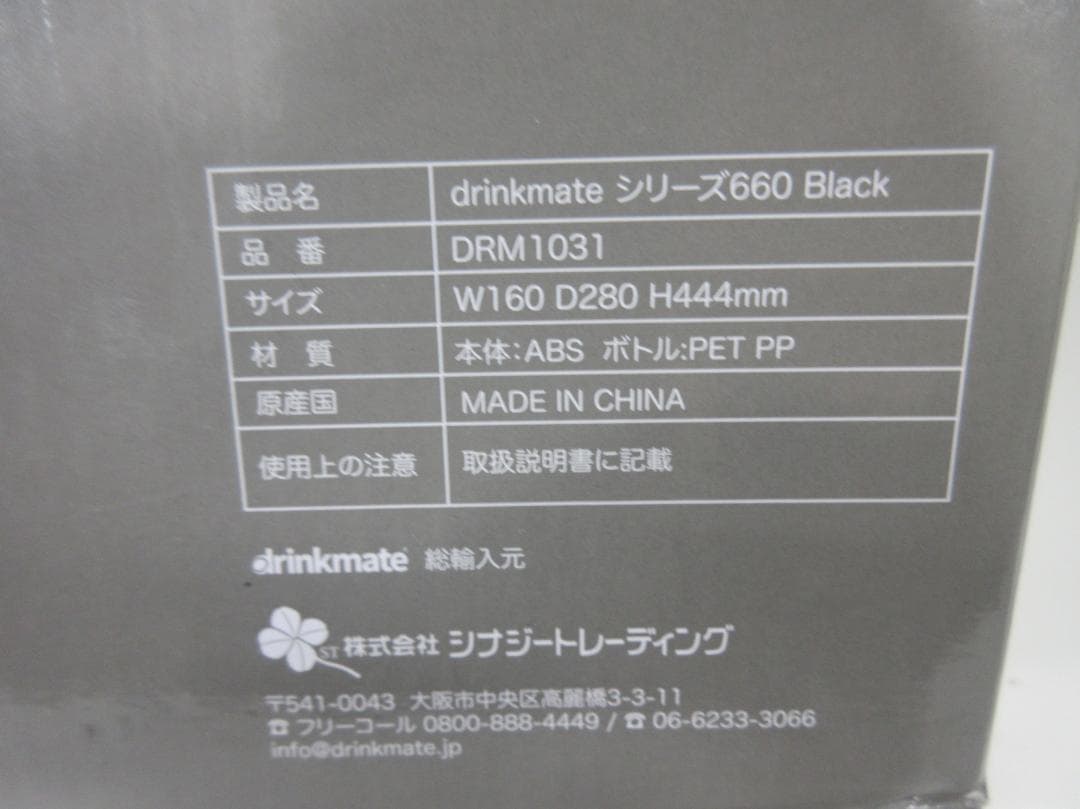 製品名 drinkmate シリーズ660 Black
品 番 DRM1031
サイズ W160 D280 H444mm
材 質 本体:ABS ボトル:PET PP
原産国 MADE IN CHINA
使用上の注意 取扱説明書に記載
drinkmate 総輸入元
ST 株式会社 シナジートレーディング
〒541-0043 大阪市中央区高麗橋3-3-11
☎ フリーコール 0800-888-4449 / ☎ 06-6233-3066
info@drinkmate.jp